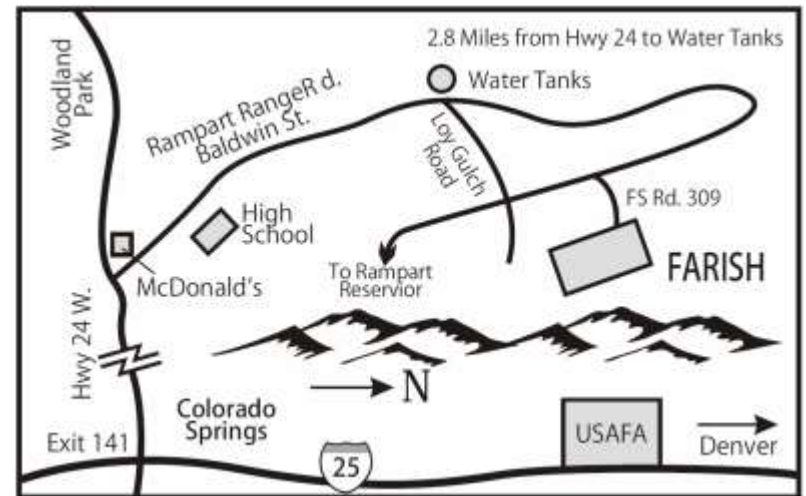 2.8 Miles from Hwy 24 to Water Tanks
Woodland
Park
Water Tanks
Rampart RangeR d.
Baldwin St.
Loy Gulch
Road
FS Rd. 309
High
School
FARISH
McDonald's
To Rampart
Reservior
Hwy 24 W.
N
Colorado
Springs
USAFA
Exit 141
25
Denver